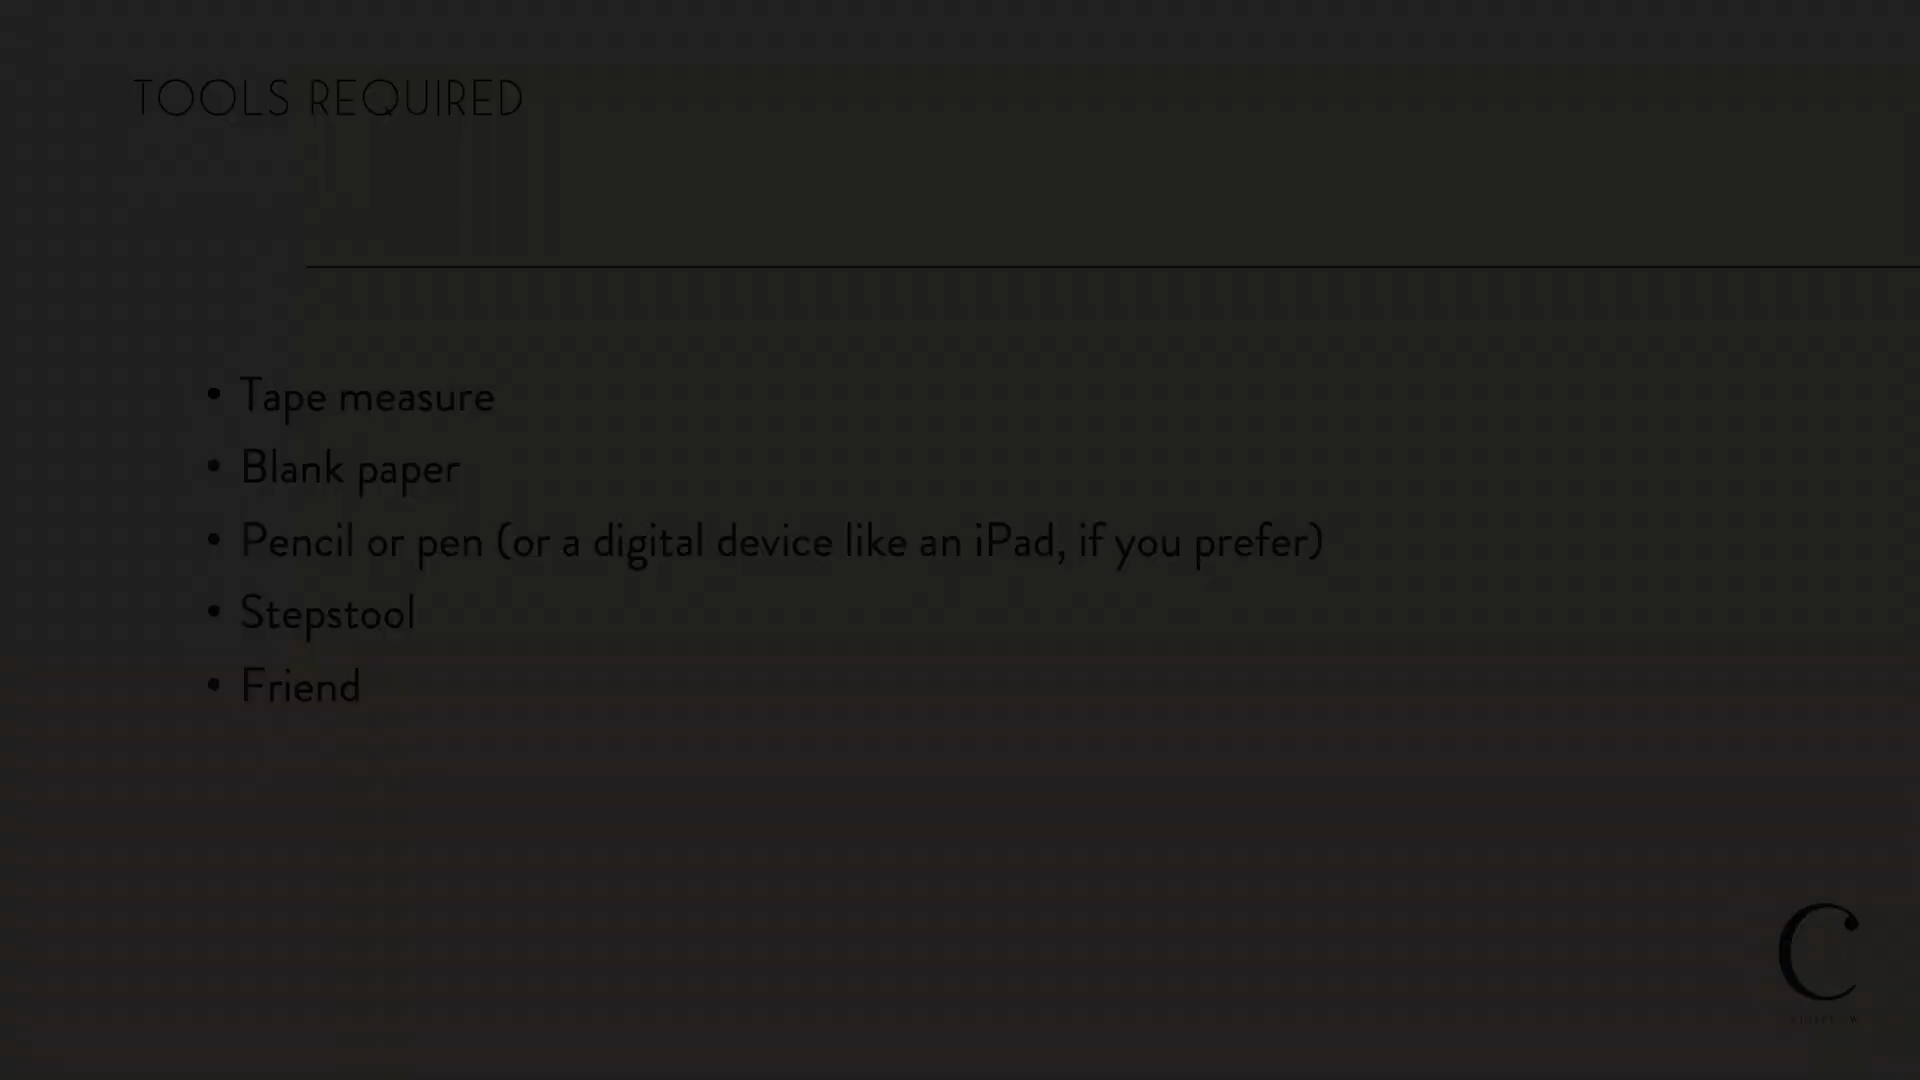 TOOLS REQUIRED
• Tape measure
• Blank paper
• Pencil or pen (or a digital device like an iPad, if you prefer)
• Stepstool
• Friend
C